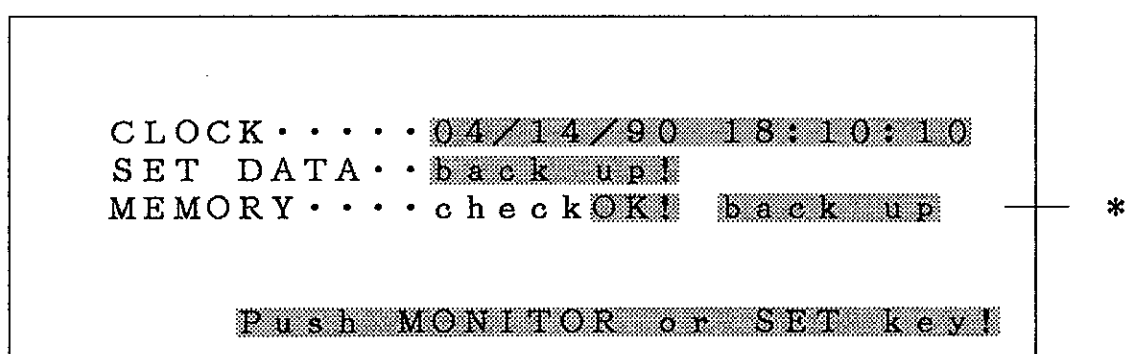 CLOCK·····04/14/90 18:10:10
SET DATA··back up!
MEMORY····checkOK! back up *
Push MONITOR or SET key!